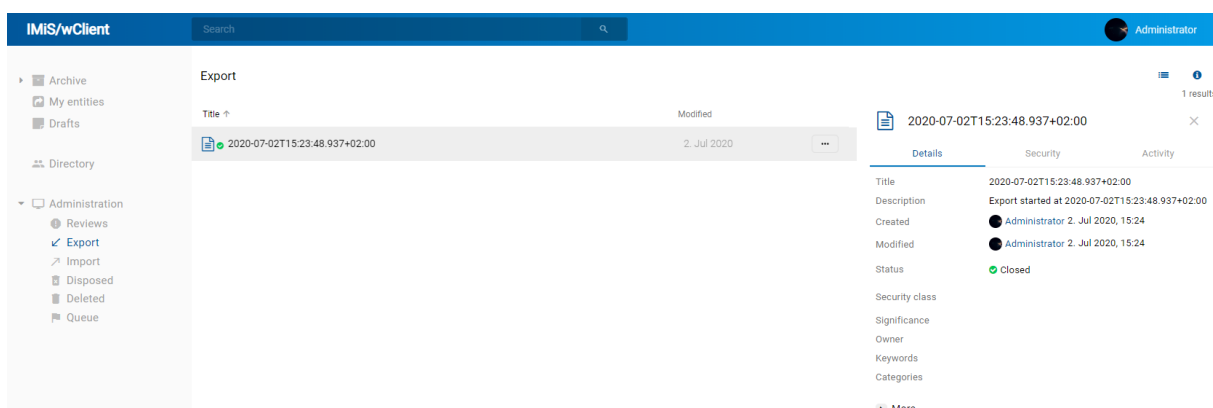 IMiS/wClient
Search
Administrator
Archive
My entities
Drafts
Directory
Administration
Reviews
Export
Import
Disposed
Deleted
Queue
Export
1 result
Title ↑ Modified
2020-07-02T15:23:48.937+02:00 2. Jul 2020 ...
2020-07-02T15:23:48.937+02:00
Details Security Activity
Title 2020-07-02T15:23:48.937+02:00
Description Export started at 2020-07-02T15:23:48.937+02:00
Created Administrator 2. Jul 2020, 15:24
Modified Administrator 2. Jul 2020, 15:24
Status Closed
Security class
Significance
Owner
Keywords
Categories
More